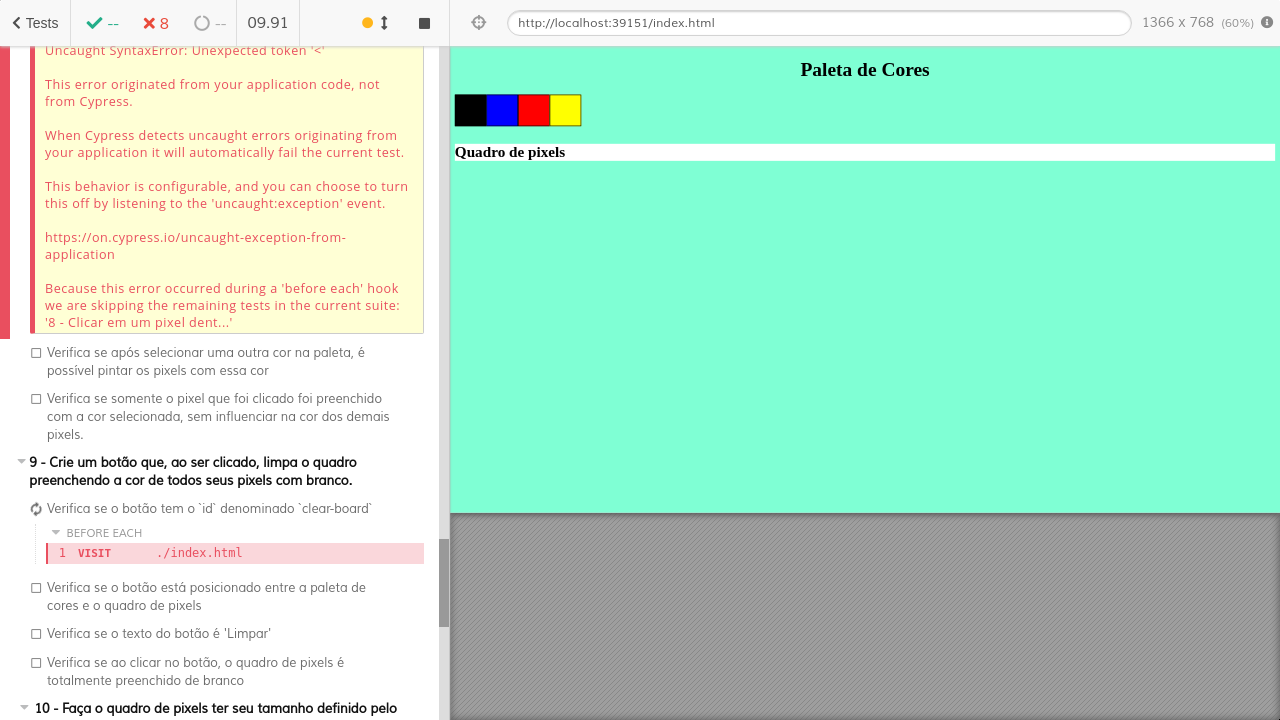 Tests
--
8
--
09.91
http://localhost:39151/index.html
1366 x 768 (60%)
Uncaught SyntaxError: Unexpected token '<'
This error originated from your application code, not
from Cypress.
When Cypress detects uncaught errors originating from
your application it will automatically fail the current test.
This behavior is configurable, and you can choose to turn
this off by listening to the 'uncaught:exception' event.
https://on.cypress.io/uncaught-exception-from-
application
Because this error occurred during a 'before each' hook
we are skipping the remaining tests in the current suite:
'8 - Clicar em um pixel dent...'
Verifica se após selecionar uma outra cor na paleta, é
possível pintar os pixels com essa cor
Verifica se somente o pixel que foi clicado foi preenchido
com a cor selecionada, sem influenciar na cor dos demais
pixels.
9 - Crie um botão que, ao ser clicado, limpa o quadro
preenchendo a cor de todos seus pixels com branco.
Verifica se o botão tem o `id` denominado `clear-board`
BEFORE EACH
1 VISIT ./index.html
Verifica se o botão está posicionado entre a paleta de
cores e o quadro de pixels
Verifica se o texto do botão é 'Limpar'
Verifica se ao clicar no botão, o quadro de pixels é
totalmente preenchido de branco
10 - Faça o quadro de pixels ter seu tamanho definido pelo
Paleta de Cores
Quadro de pixels